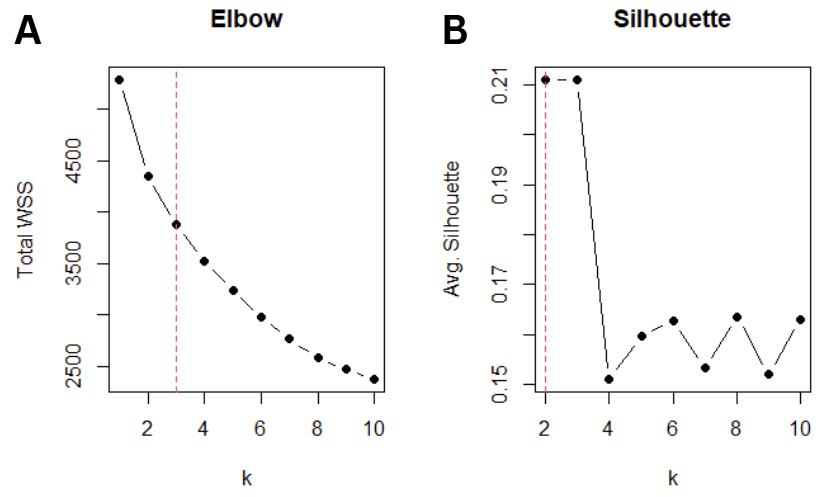 A
Elbow
Total WSS
4500
3500
2500
2 4 6 8 10
k
B
Silhouette
Avg. Silhouette
0.21
0.19
0.17
0.15
2 4 6 8 10
k